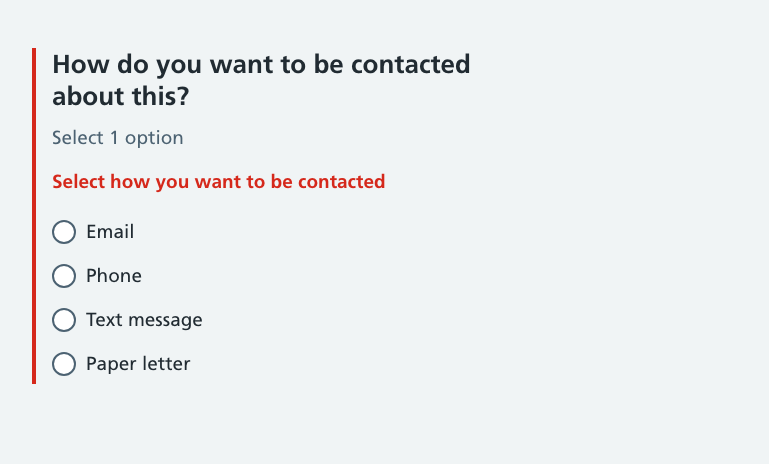 How do you want to be contacted
about this?
Select 1 option
Select how you want to be contacted
Email
Phone
Text message
Paper letter